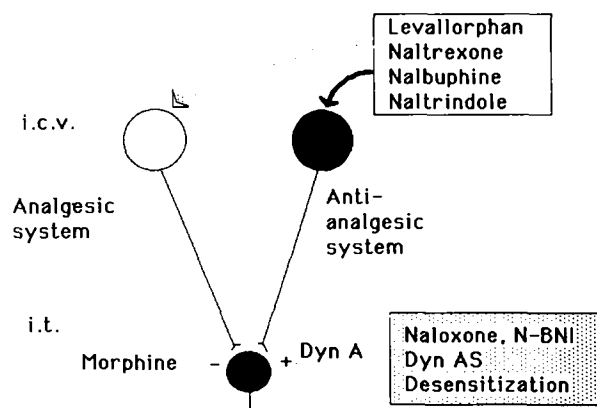 Levallorphan
Naltrexone
Nalbuphine
Naltrindole
i.c.v.
Analgesic
system
Anti-
analgesic
system
i.t.
Morphine - + Dyn A
Naloxone, N-BNI
Dyn AS
Desensitization